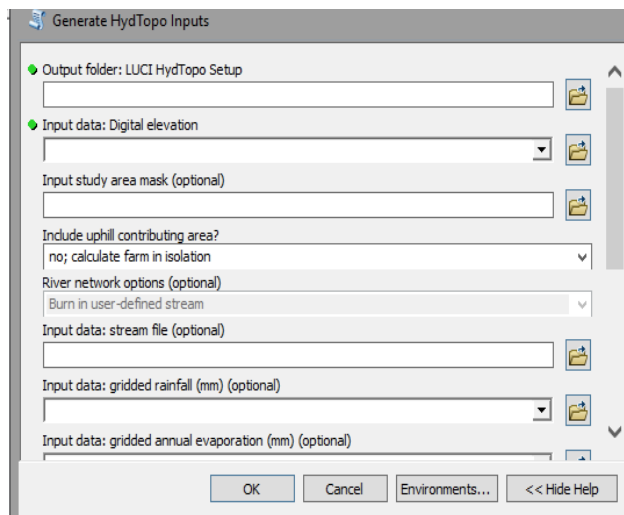 Generate HydTopo Inputs
Output folder: LUCI HydTopo Setup
Input data: Digital elevation
Input study area mask (optional)
Include uphill contributing area?
no; calculate farm in isolation
River network options (optional)
Burn in user-defined stream
Input data: stream file (optional)
Input data: gridded rainfall (mm) (optional)
Input data: gridded annual evaporation (mm) (optional)
OK Cancel Environments... << Hide Help